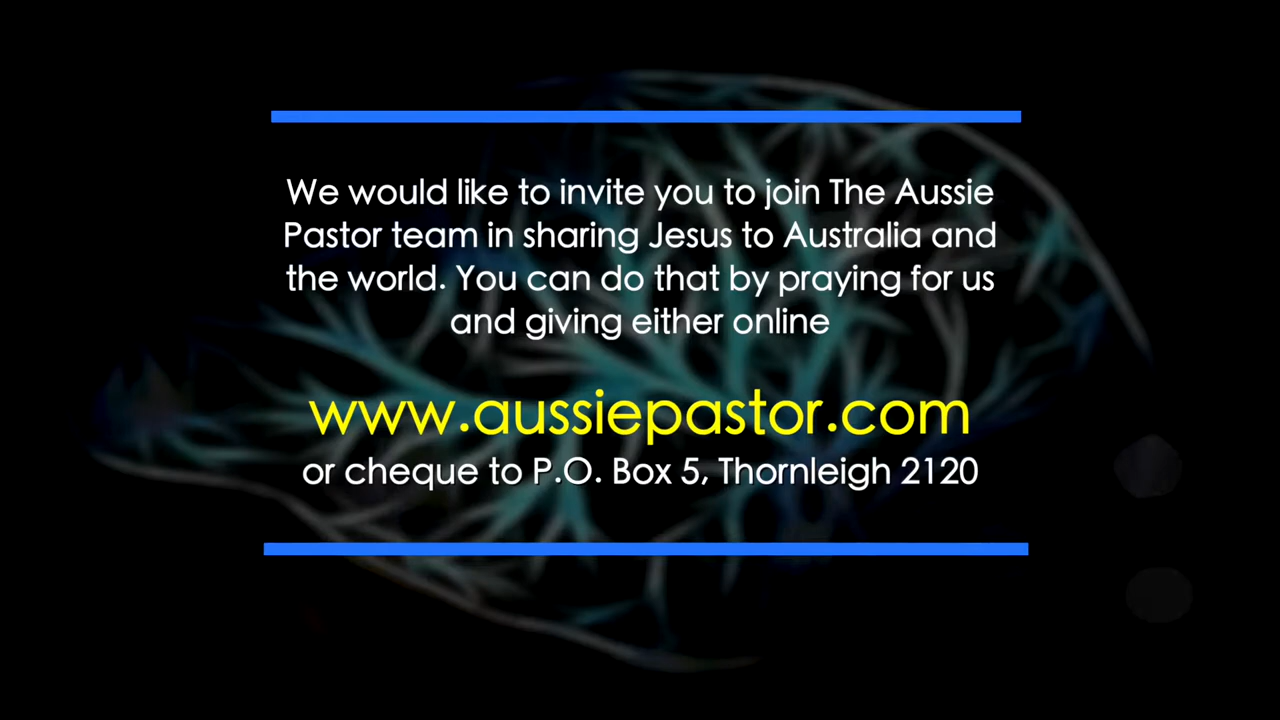 We would like to invite you to join The Aussie
Pastor team in sharing Jesus to Australia and
the world. You can do that by praying for us
and giving either online
www.aussiepastor.com
or cheque to P.O. Box 5, Thornleigh 2120